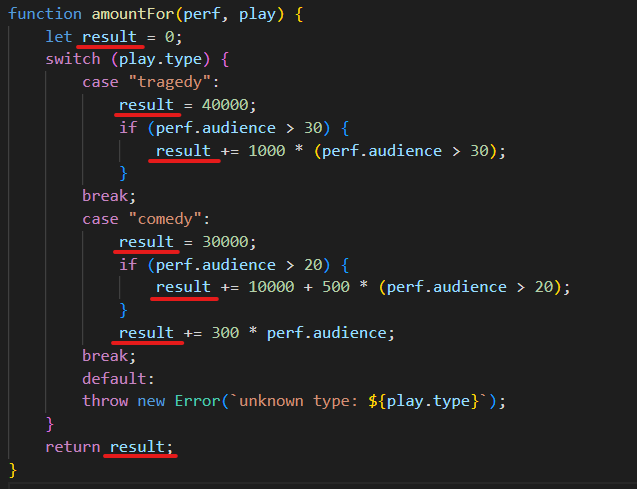 function amountFor(perf, play) {
let result = 0;
switch (play.type) {
case "tragedy":
result = 40000;
if (perf.audience > 30) {
result += 1000 * (perf.audience > 30);
}
break;
case "comedy":
result = 30000;
if (perf.audience > 20) {
result += 10000 + 500 * (perf.audience > 20);
}
result += 300 * perf.audience;
break;
default:
throw new Error(`unknown type: ${play.type}`);
}
return result;
}